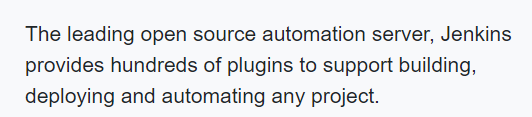 The leading open source automation server, Jenkins
provides hundreds of plugins to support building,
deploying and automating any project.